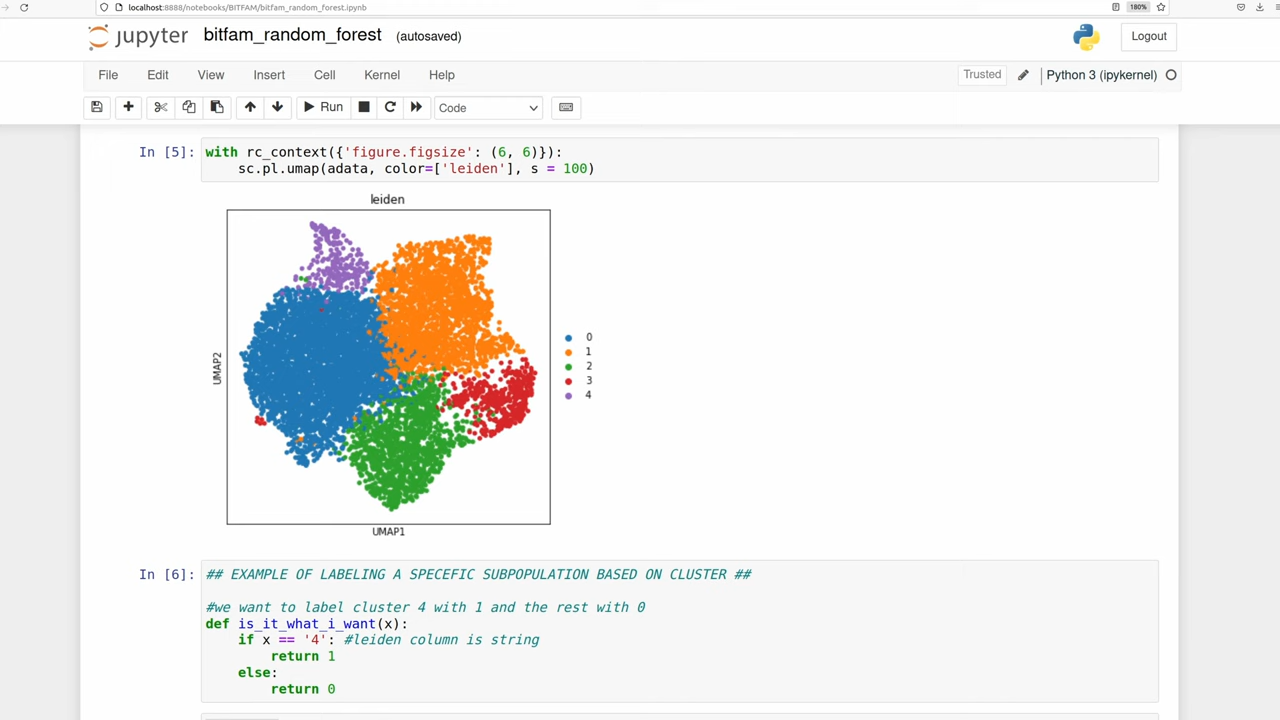 localhost:8888/notebooks/BITFAM/bitfam_random_forest.ipynb
180%
jupyter bitfam_random_forest (autosaved)
Logout
File Edit View Insert Cell Kernel Help
Trusted
Python 3 (ipykernel)
Run
Code
In [5]: with rc_context({'figure.figsize': (6, 6)}):
sc.pl.umap(adata, color=['leiden'], s = 100)
leiden
UMAP2
0
1
2
3
4
UMAP1
In [6]: ## EXAMPLE OF LABELING A SPECEFIC SUBPOPULATION BASED ON CLUSTER ##
#we want to label cluster 4 with 1 and the rest with 0
def is_it_what_i_want(x):
if x == '4': #leiden column is string
return 1
else:
return 0